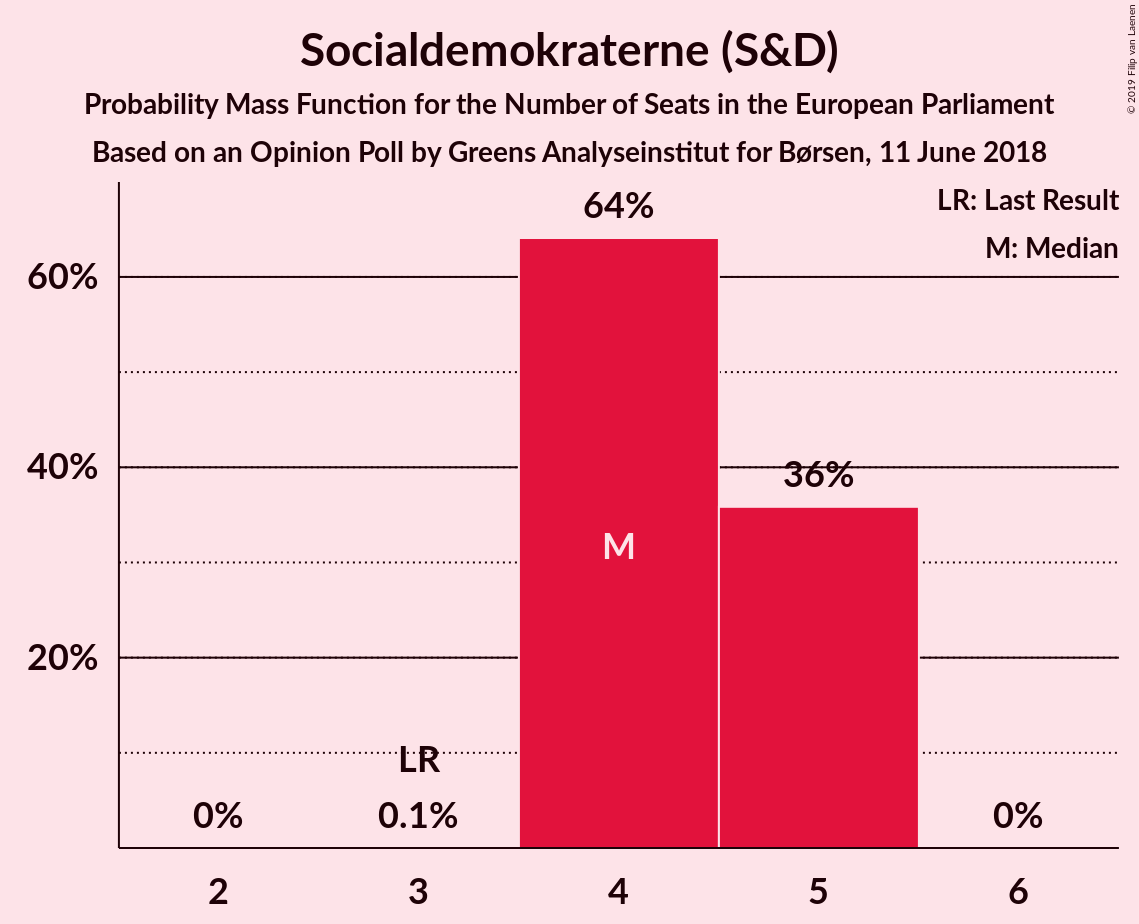 Socialdemokraterne (S&D)
Probability Mass Function for the Number of Seats in the European Parliament
Based on an Opinion Poll by Greens Analyseinstitut for Børsen, 11 June 2018
© 2019 Filip van Laenen
LR: Last Result
M: Median
60%
40%
20%
64%
36%
M
LR
0%
0.1%
0%
2
3
4
5
6